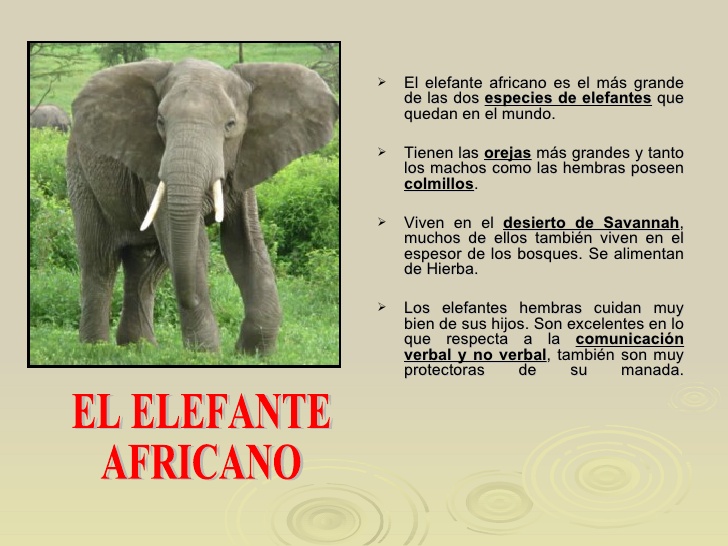 El elefante africano es el más grande
de las dos especies de elefantes que
quedan en el mundo.
Tienen las orejas más grandes y tanto
los machos como las hembras poseen
colmillos.
Viven en el desierto de Savannah,
muchos de ellos también viven en el
espesor de los bosques. Se alimentan
de Hierba.
Los elefantes hembras cuidan muy
bien de sus hijos. Son excelentes en lo
que respecta a la comunicación
verbal y no verbal, también son muy
protectoras de su manada.
EL ELEFANTE
AFRICANO